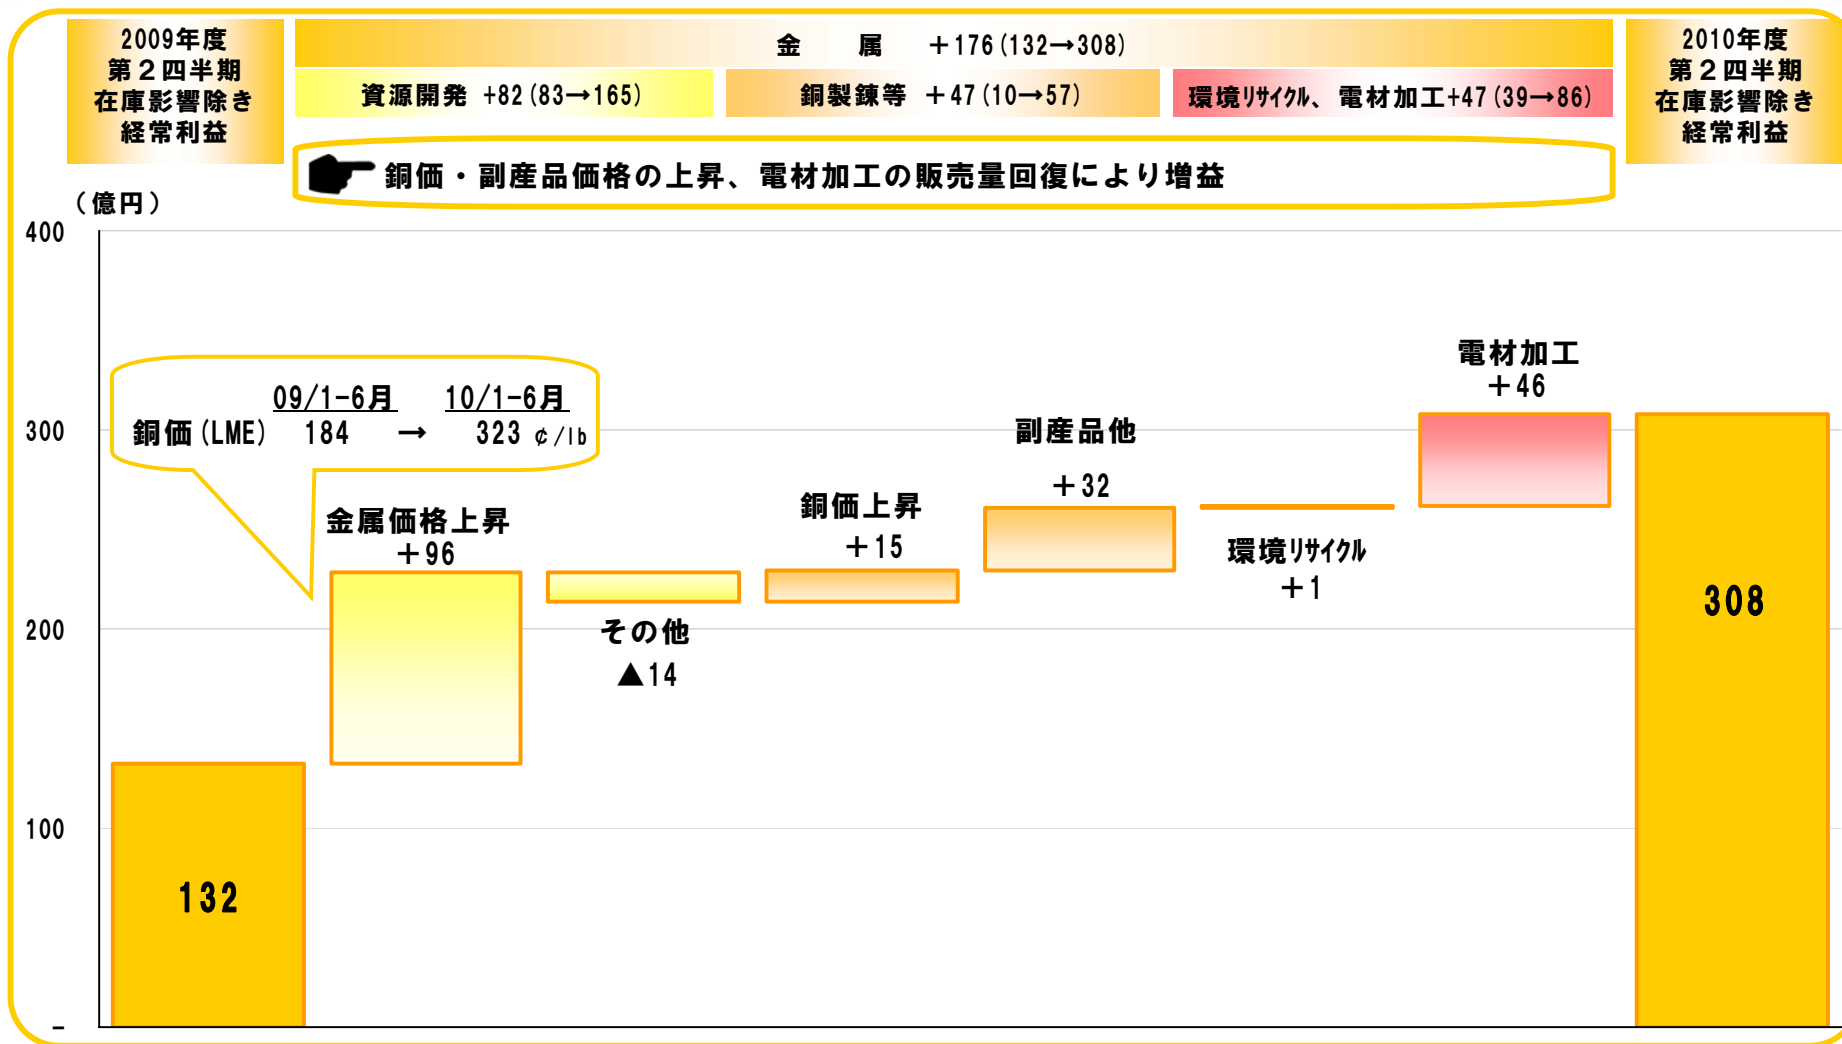 2009年度
第２四半期
在庫影響除き
経常利益
金　　属　＋176(132→308)
資源開発 +82(83→165)
銅製錬等 ＋47(10→57)
環境ﾘｻｲｸﾙ、電材加工+47(39→86)
2010年度
第２四半期
在庫影響除き
経常利益
銅価・副産品価格の上昇、電材加工の販売量回復により増益
（億円）
400
300
200
100
－
09/1-6月　10/1-6月
銅価(LME)　184　→　323 ￠/lb
金属価格上昇
＋96
その他
▲14
銅価上昇
＋15
副産品他
＋32
環境ﾘｻｲｸﾙ
＋1
電材加工
＋46
132
308